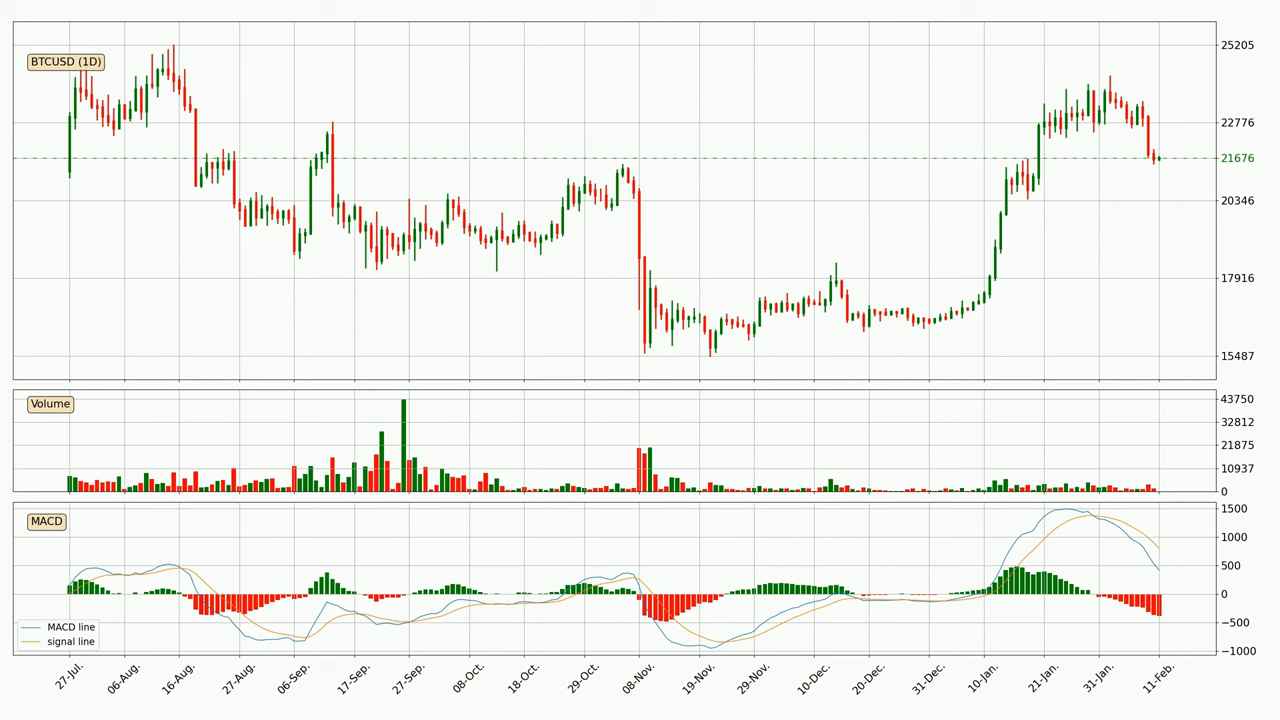 BTCUSD (1D)
25205
22776
21676
20346
17916
15487
Volume
43750
32812
21875
10937
0
MACD
1500
1000
500
0
−500
−1000
MACD line
signal line
27-Jul.
06-Aug.
16-Aug.
27-Aug.
06-Sep.
17-Sep.
27-Sep.
08-Oct.
18-Oct.
29-Oct.
08-Nov.
19-Nov.
29-Nov.
10-Dec.
20-Dec.
31-Dec.
10-Jan.
21-Jan.
31-Jan.
11-Feb.